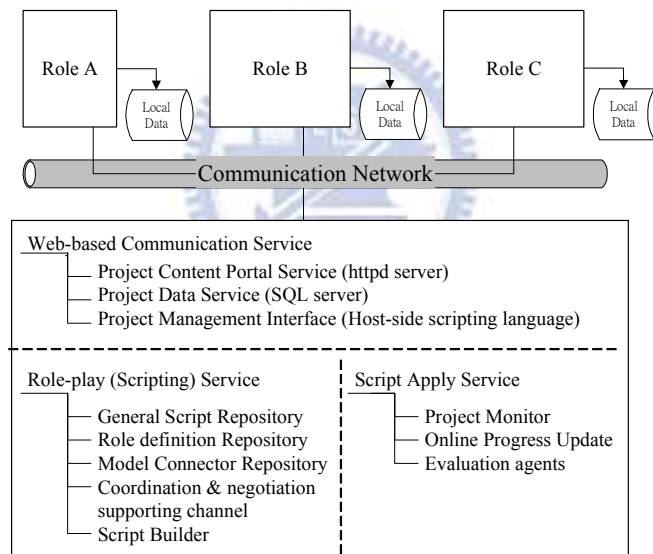 Role A
Role B
Role C
Local
Data
Local
Data
Local
Data
Communication Network
Web-based Communication Service
Project Content Portal Service (httpd server)
Project Data Service (SQL server)
Project Management Interface (Host-side scripting language)
Role-play (Scripting) Service
General Script Repository
Role definition Repository
Model Connector Repository
Coordination & negotiation
supporting channel
Script Builder
Script Apply Service
Project Monitor
Online Progress Update
Evaluation agents